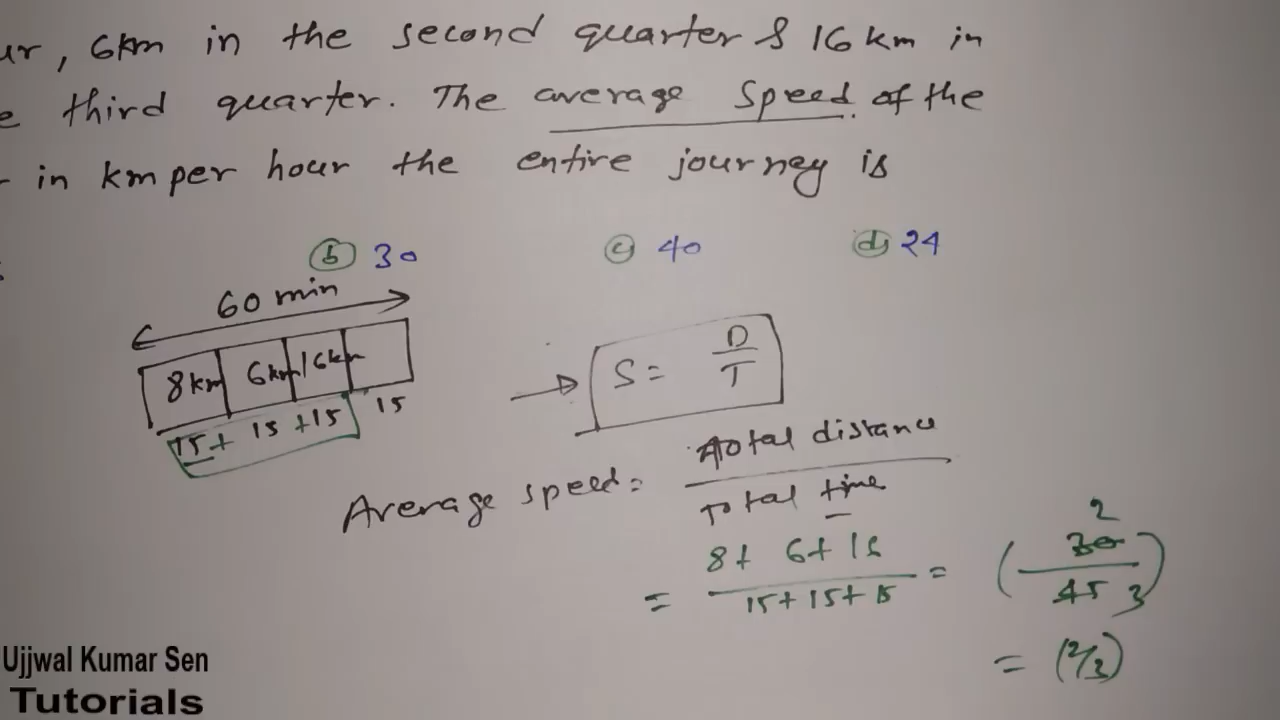 ur, 6km in the second quarter & 16 km in
e third quarter. The average speed of the
in km per hour the entire journey is
(b) 30 (c) 40 (d) 24
60 min
8km 6km 16km
15+ 15 +15 15
S = D/T
Average speed = Total distance / Total time
= 8+ 6+ 16 / 15+15+15 = (30/45) 2 3
= (2/3)
Ujjwal Kumar Sen
Tutorials